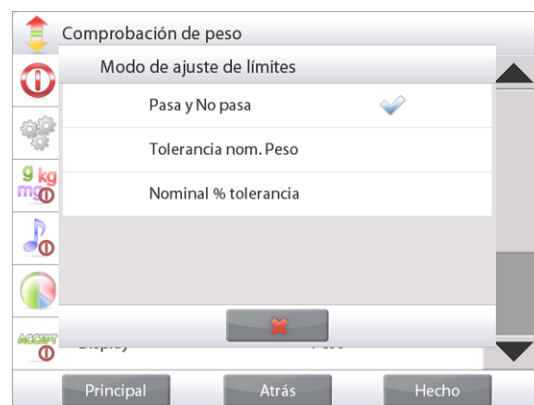 Comprobación de peso
Modo de ajuste de límites
Pasa y No pasa
Tolerancia nom. Peso
Nominal % tolerancia
g kg
mg
ACCEPT
Principal
Atrás
Hecho